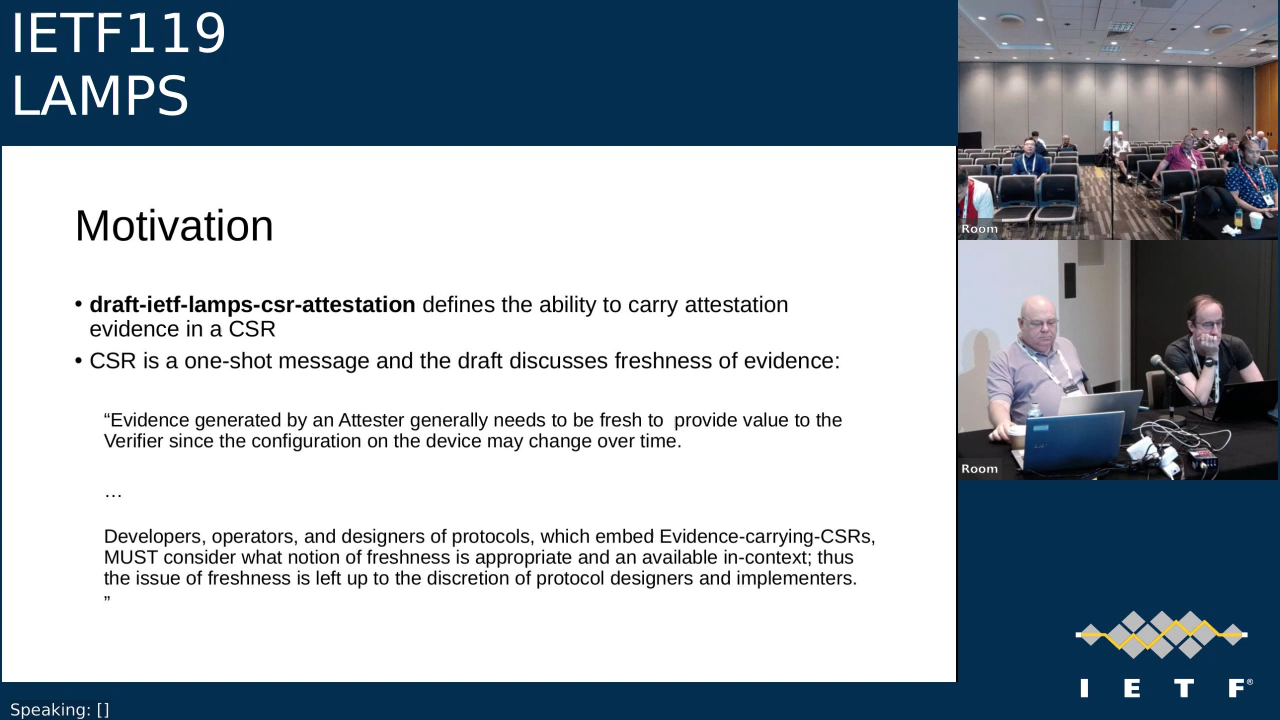 IETF119
LAMPS
Motivation
• draft-ietf-lamps-csr-attestation defines the ability to carry attestation
evidence in a CSR
• CSR is a one-shot message and the draft discusses freshness of evidence:
“Evidence generated by an Attester generally needs to be fresh to  provide value to the
Verifier since the configuration on the device may change over time.
…
Developers, operators, and designers of protocols, which embed Evidence-carrying-CSRs,
MUST consider what notion of freshness is appropriate and an available in-context; thus
the issue of freshness is left up to the discretion of protocol designers and implementers.
”
Room
Room
I E T F®
Speaking: []